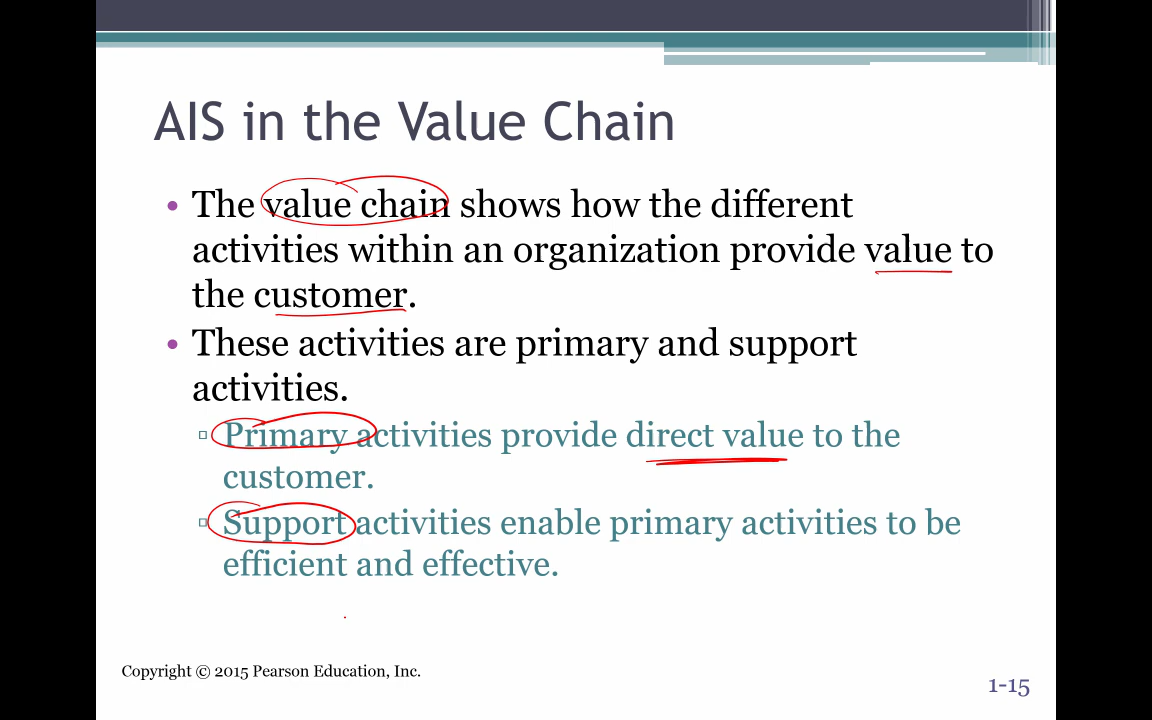 AIS in the Value Chain
• The value chain shows how the different
activities within an organization provide value to
the customer.
• These activities are primary and support
activities.
▫ Primary activities provide direct value to the
customer.
▫ Support activities enable primary activities to be
efficient and effective.
Copyright © 2015 Pearson Education, Inc.
1-15